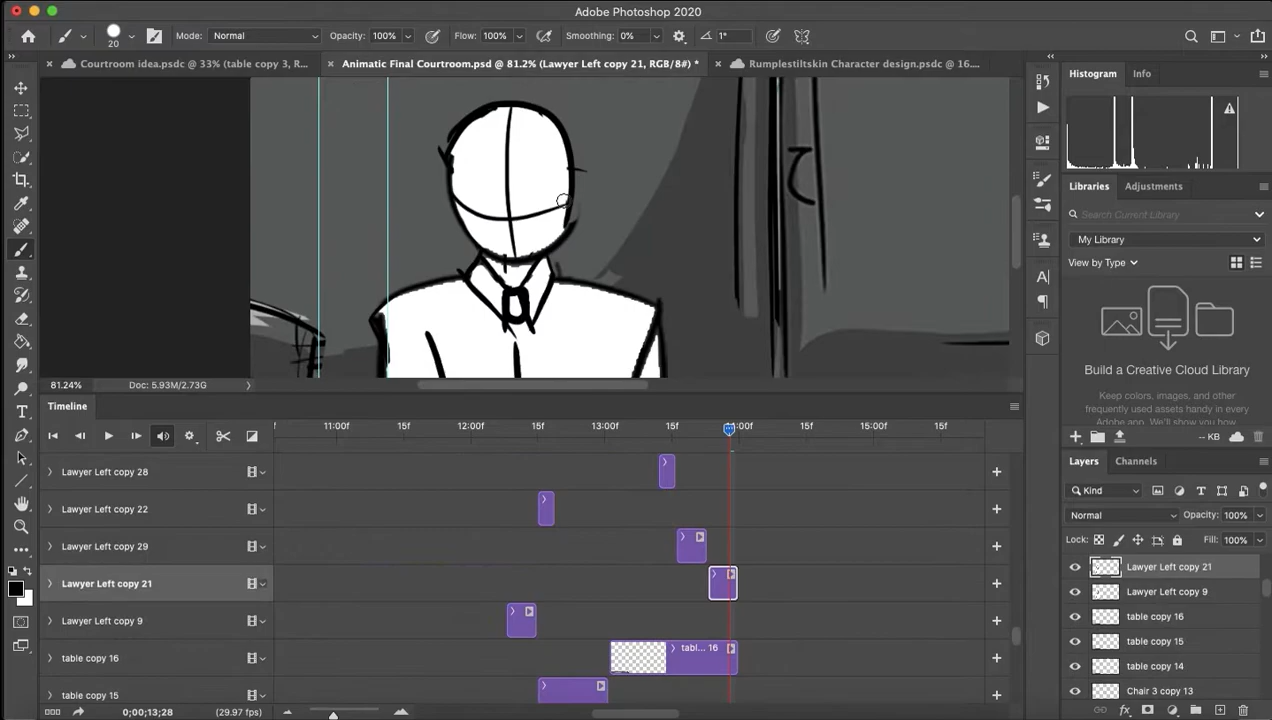 Adobe Photoshop 2020
20
Mode: Normal
Opacity: 100%
Flow: 100%
Smoothing: 0%
1°
Courtroom idea.psdc @ 33% (table copy 3, R...
Animatic Final Courtroom.psd @ 81.2% (Lawyer Left copy 21, RGB/8#) *
Rumplestiltskin Character design.psdc @ 16....
Histogram
Info
Libraries
Adjustments
Search Current Library
My Library
View by Type
Build a Creative Cloud Library
Keep colors, images, and other
frequently used assets handy in every
-- KB
81.24%
Doc: 5.93M/2.73G
Timeline
11:00f
15f
12:00f
15f
13:00f
15f
15f
15:00f
15f
Lawyer Left copy 28
Lawyer Left copy 22
Lawyer Left copy 29
Lawyer Left copy 21
Lawyer Left copy 9
table copy 16
tabl... 16
table copy 15
0;00;13;28
(29.97 fps)
Layers
Channels
Kind
Normal
Opacity: 100%
Lock:
Fill: 100%
Lawyer Left copy 21
Lawyer Left copy 9
table copy 16
table copy 15
table copy 14
Chair 3 copy 13